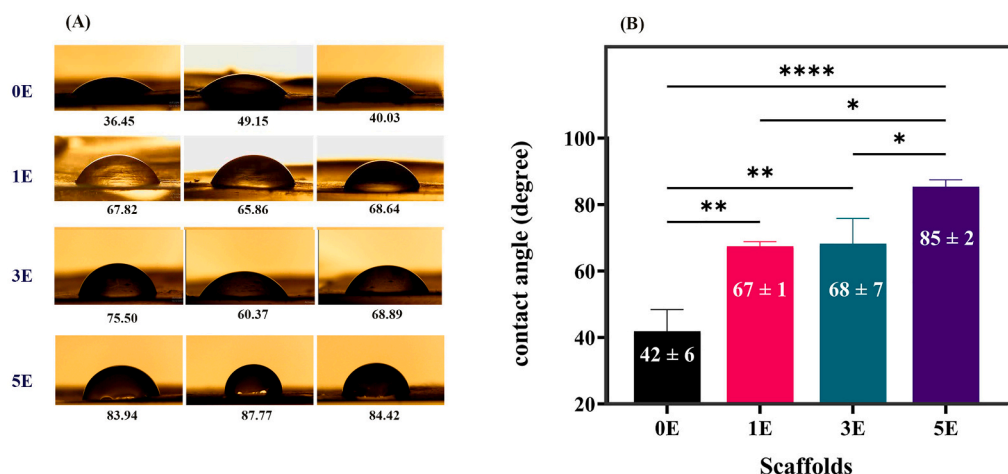 (A)
0E
36.45 49.15 40.03
1E
67.82 65.86 68.64
3E
75.50 60.37 68.89
5E
83.94 87.77 84.42
(B)
contact angle (degree)
100
80
60
40
20
****
*
*
**
**
42 ± 6
67 ± 1
68 ± 7
85 ± 2
0E 1E 3E 5E
Scaffolds